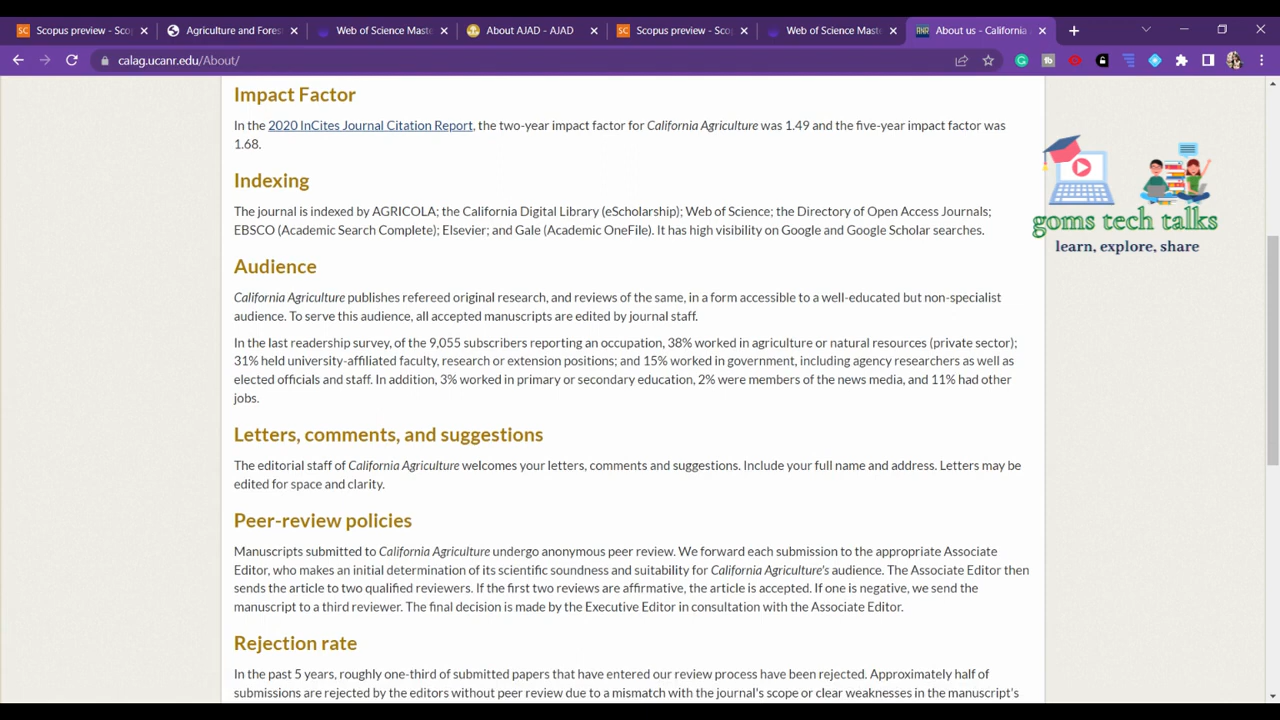 Scopus preview - Sco
Agriculture and Fores
Web of Science Maste
About AJAD - AJAD
Scopus preview - Sco
Web of Science Maste
About us - California
calag.ucanr.edu/About/
Impact Factor
In the 2020 InCites Journal Citation Report, the two-year impact factor for California Agriculture was 1.49 and the five-year impact factor was
1.68.
Indexing
The journal is indexed by AGRICOLA; the California Digital Library (eScholarship); Web of Science; the Directory of Open Access Journals;
EBSCO (Academic Search Complete); Elsevier; and Gale (Academic OneFile). It has high visibility on Google and Google Scholar searches.
goms tech talks
learn, explore, share
Audience
California Agriculture publishes refereed original research, and reviews of the same, in a form accessible to a well-educated but non-specialist
audience. To serve this audience, all accepted manuscripts are edited by journal staff.
In the last readership survey, of the 9,055 subscribers reporting an occupation, 38% worked in agriculture or natural resources (private sector);
31% held university-affiliated faculty, research or extension positions; and 15% worked in government, including agency researchers as well as
elected officials and staff. In addition, 3% worked in primary or secondary education, 2% were members of the news media, and 11% had other
jobs.
Letters, comments, and suggestions
The editorial staff of California Agriculture welcomes your letters, comments and suggestions. Include your full name and address. Letters may be
edited for space and clarity.
Peer-review policies
Manuscripts submitted to California Agriculture undergo anonymous peer review. We forward each submission to the appropriate Associate
Editor, who makes an initial determination of its scientific soundness and suitability for California Agriculture's audience. The Associate Editor then
sends the article to two qualified reviewers. If the first two reviews are affirmative, the article is accepted. If one is negative, we send the
manuscript to a third reviewer. The final decision is made by the Executive Editor in consultation with the Associate Editor.
Rejection rate
In the past 5 years, roughly one-third of submitted papers that have entered our review process have been rejected. Approximately half of
submissions are rejected by the editors without peer review due to a mismatch with the journal's scope or clear weaknesses in the manuscript's